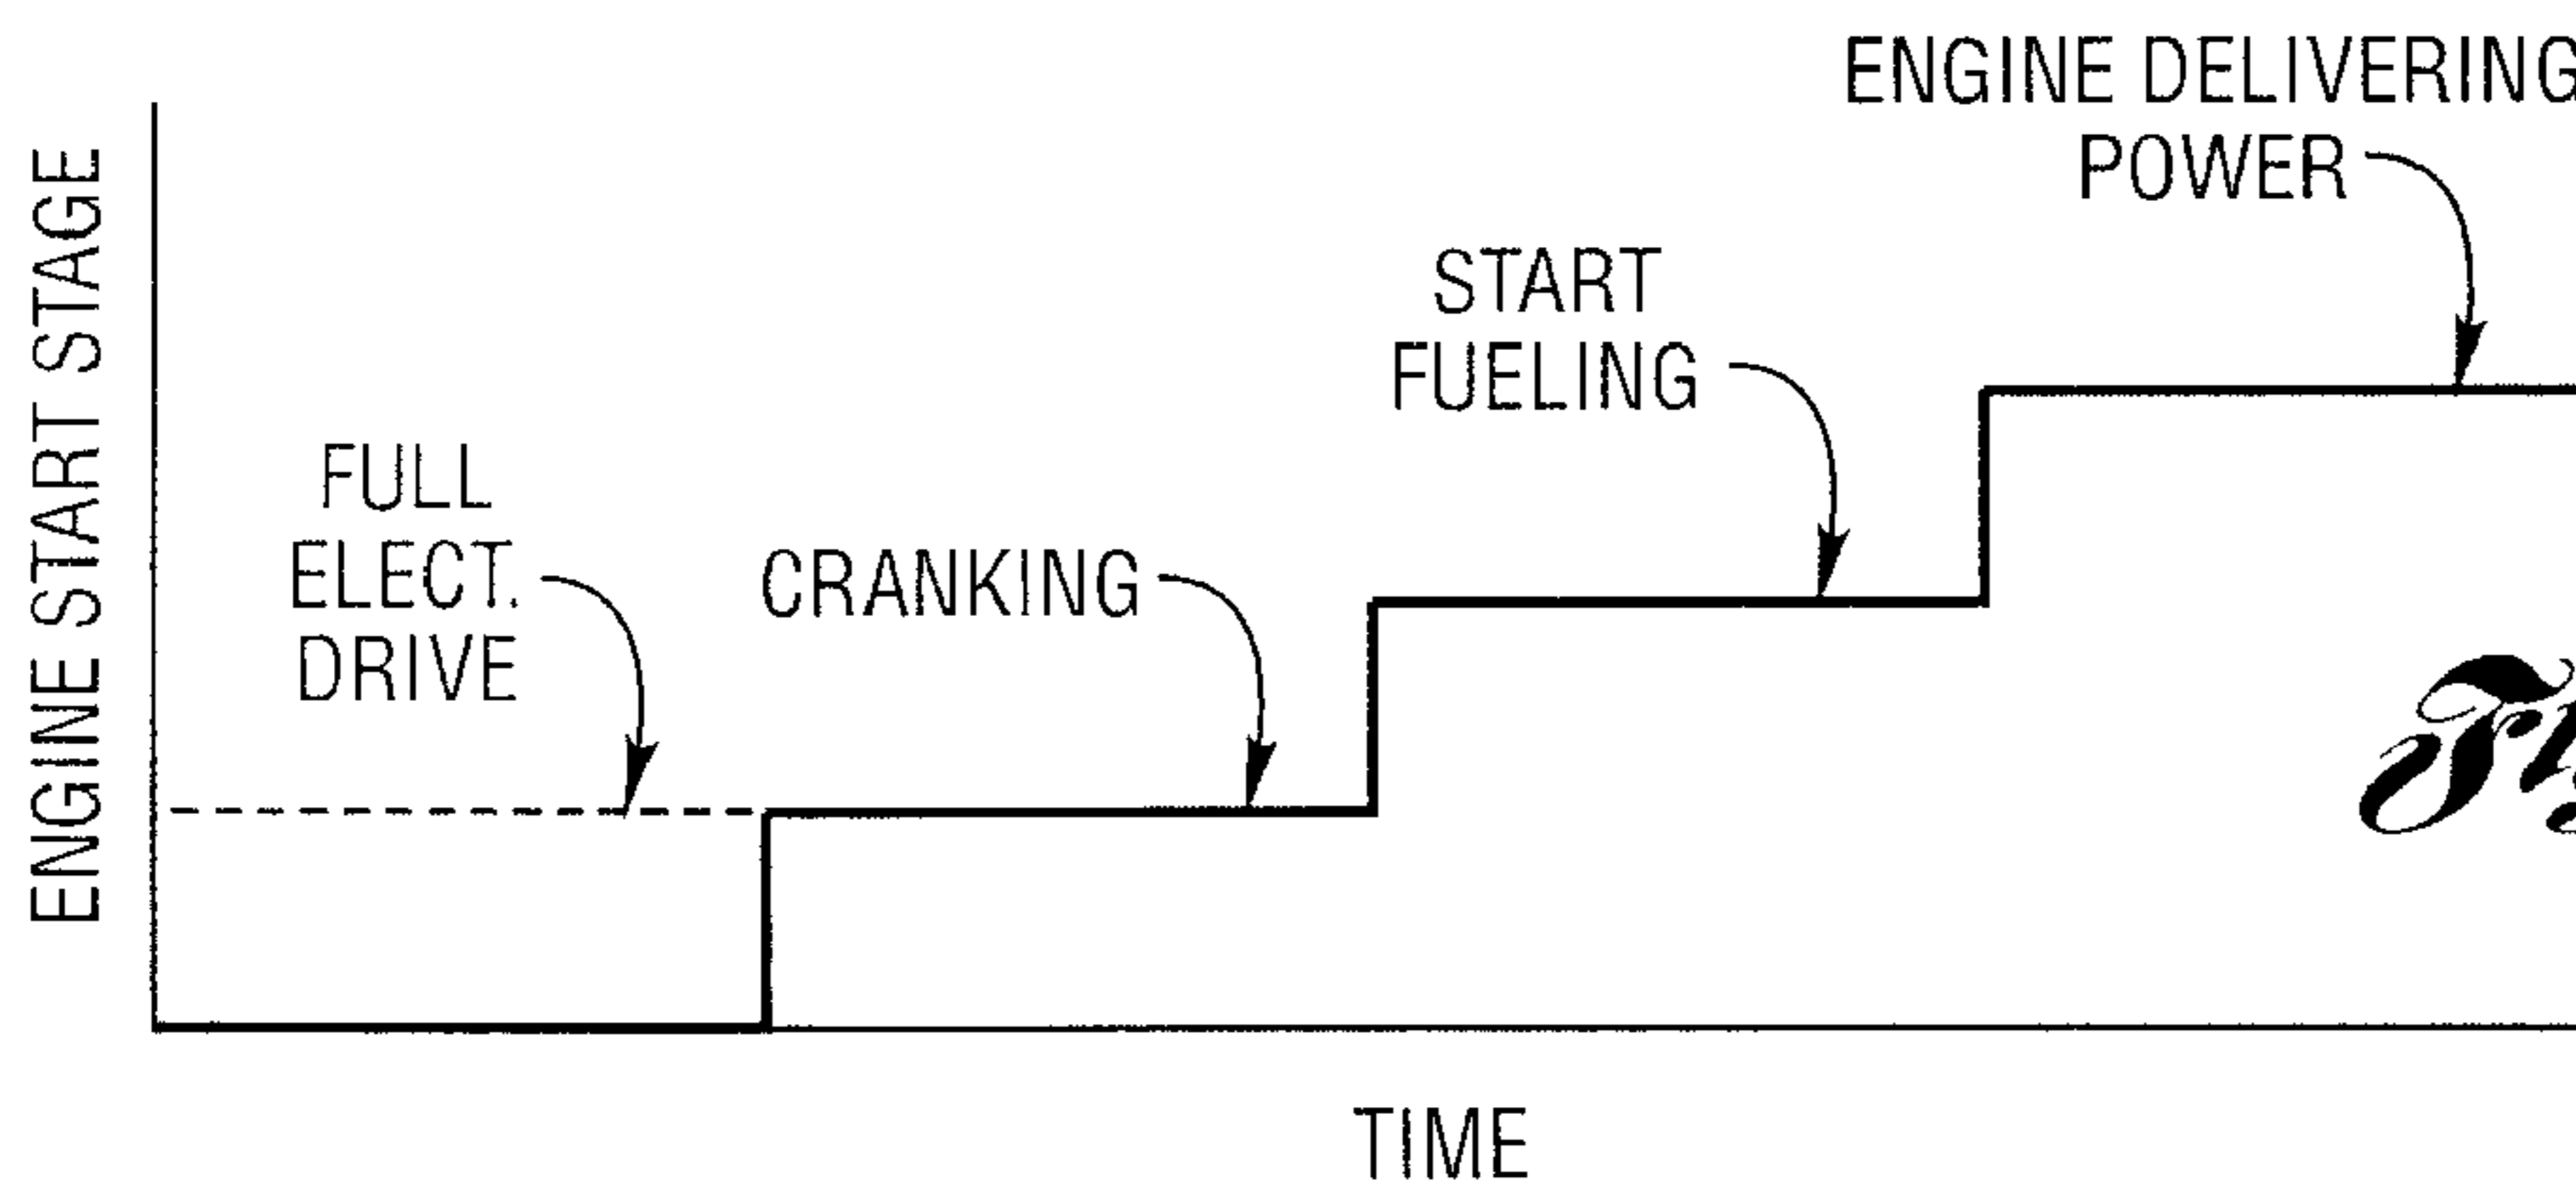 ENGINE DELIVERING
POWER
START
FUELING
FULL
ELECT.
DRIVE
CRANKING
ENGINE START STAGE
TIME